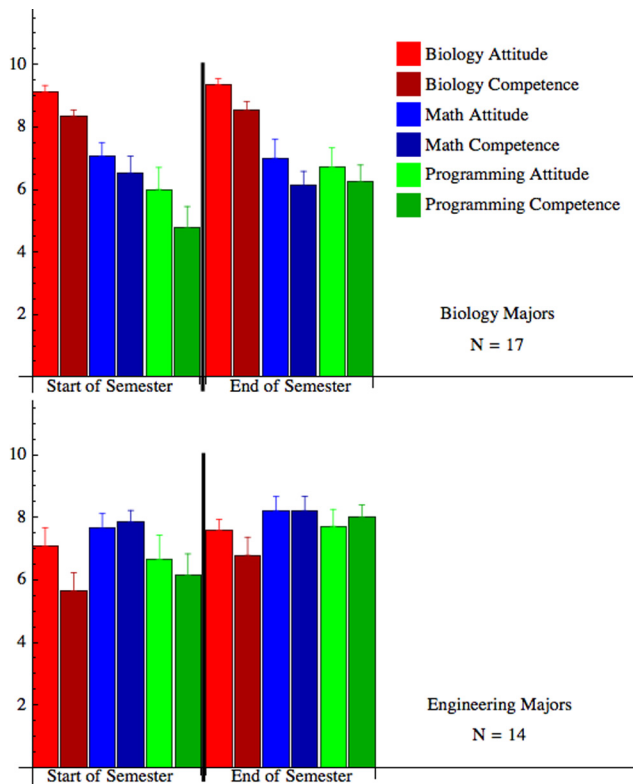 10
8
6
4
2
Biology Attitude
Biology Competence
Math Attitude
Math Competence
Programming Attitude
Programming Competence
Biology Majors
N = 17
Start of Semester
End of Semester
10
8
6
4
2
Engineering Majors
N = 14
Start of Semester
End of Semester